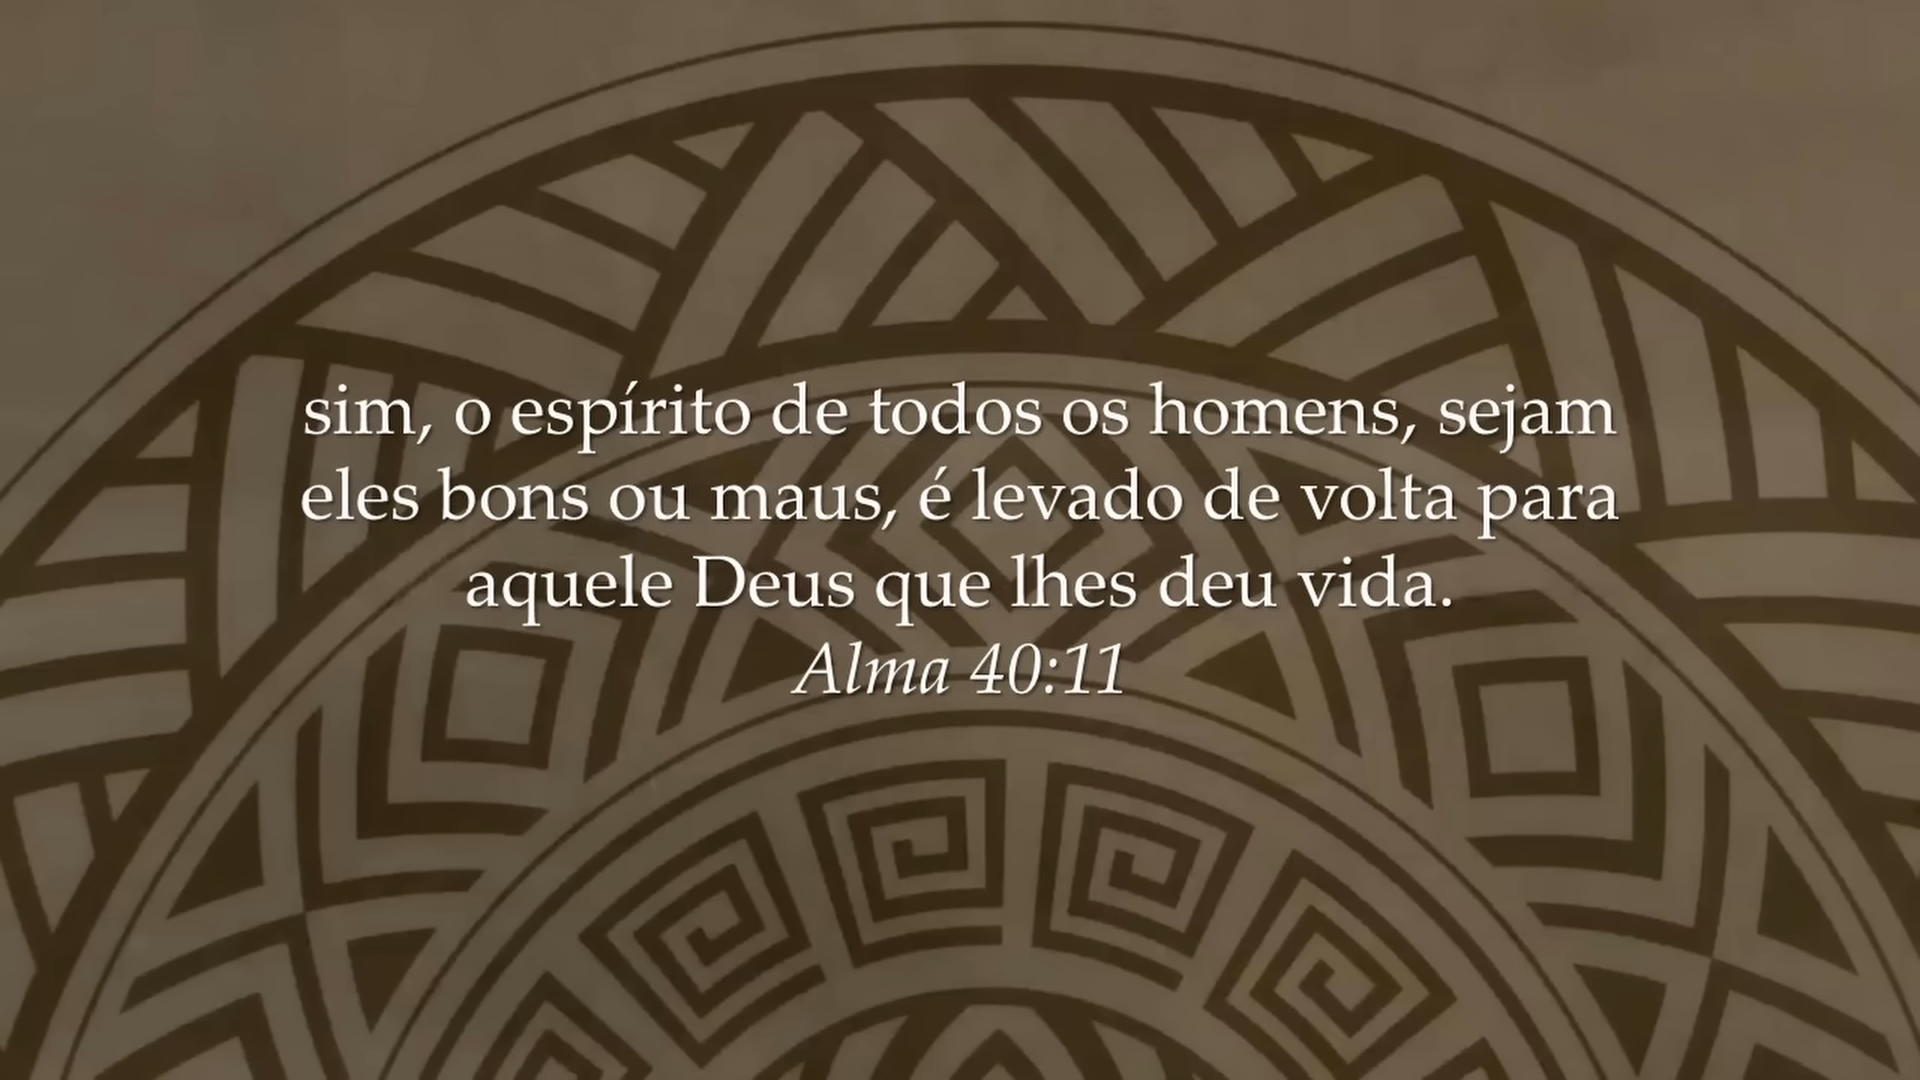 sim, o espírito de todos os homens, sejam
eles bons ou maus, é levado de volta para
aquele Deus que lhes deu vida.
Alma 40:11